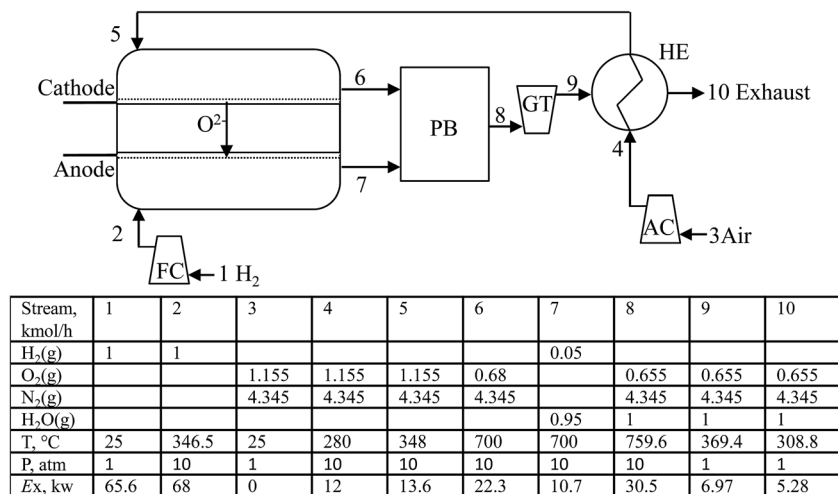 5
HE
6
9
Cathode
GT
10 Exhaust
O²⁻
PB
8
4
Anode
7
2
AC
3Air
FC
1 H₂
Stream, kmol/h 1 2 3 4 5 6 7 8 9 10
H₂(g) 1 1 0.05
O₂(g) 1.155 1.155 1.155 0.68 0.655 0.655 0.655
N₂(g) 4.345 4.345 4.345 4.345 4.345 4.345 4.345
H₂O(g) 0.95 1 1 1
T, °C 25 346.5 25 280 348 700 700 759.6 369.4 308.8
P, atm 1 10 1 10 10 10 10 10 1 1
Ex, kw 65.6 68 0 12 13.6 22.3 10.7 30.5 6.97 5.28